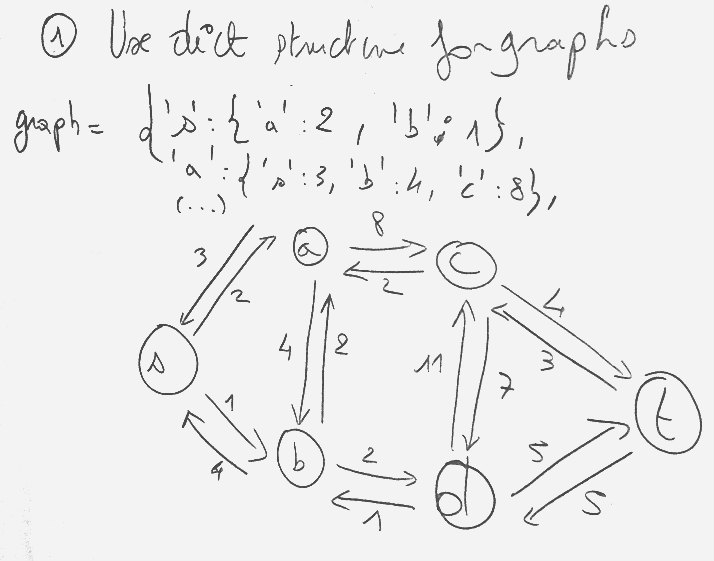 ① Use dict structure for graphs
graph = {'s': {'a': 2, 'b': 1},
'a': {'s': 3, 'b': 4, 'c': 8},
(...)
8
a
c
3
2
2
4
s
4
2
11
7
3
t
1
4
b
2
5
d
1
5